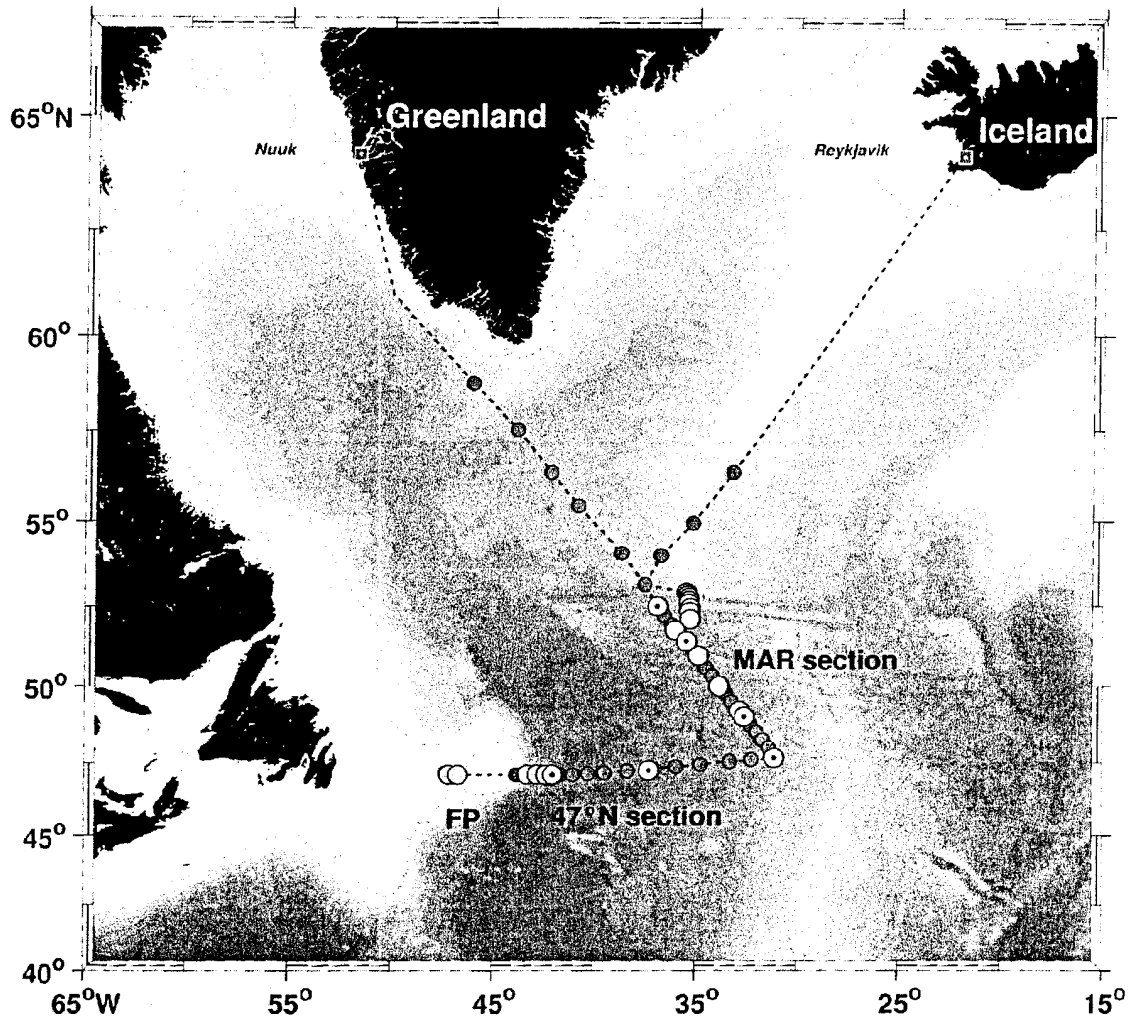 65°N
Greenland
Nuuk
Reykjavik
Iceland
60°
55°
50°
MAR section
FP
47°N section
45°
40°
65°W
55°
45°
35°
25°
15°